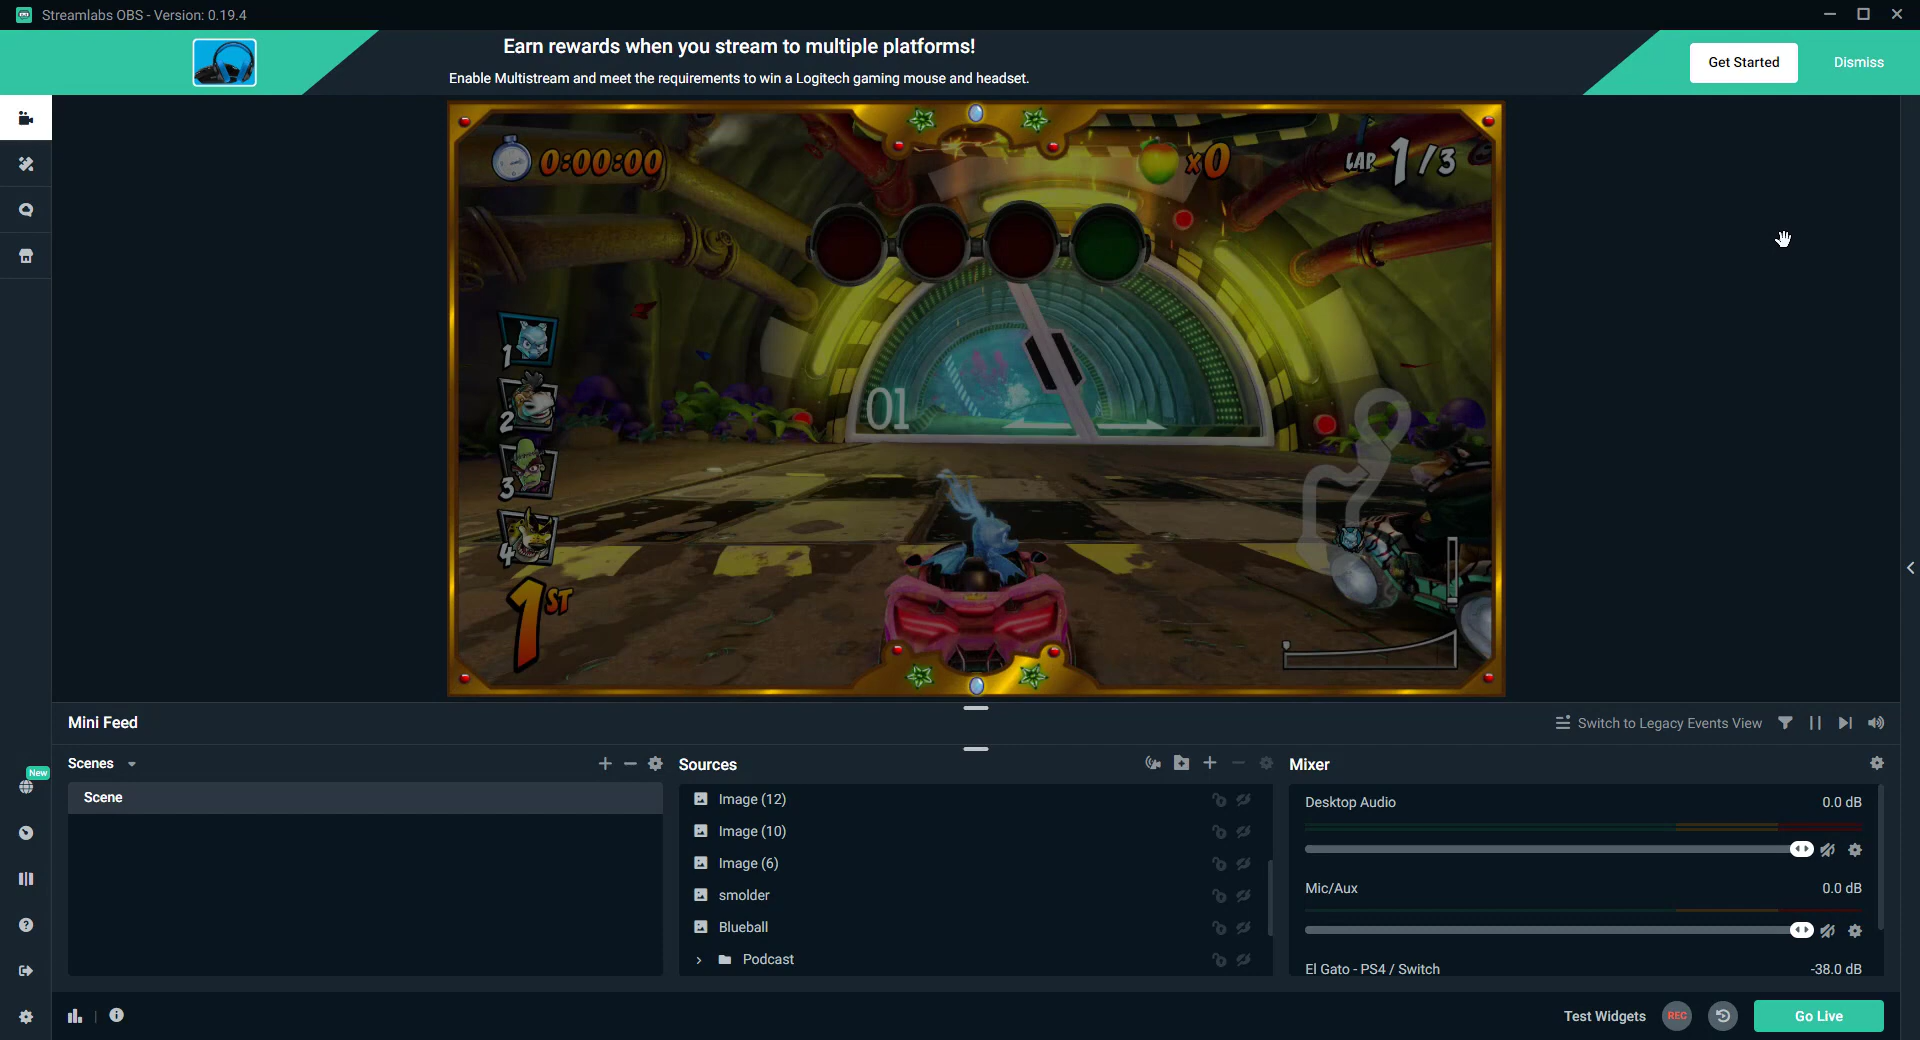 Streamlabs OBS - Version: 0.19.4
Earn rewards when you stream to multiple platforms!
Enable Multistream and meet the requirements to win a Logitech gaming mouse and headset.
Get Started
Dismiss
0:00:00
x0
LAP 1/3
01
1
2
3
4
1ST
Mini Feed
Switch to Legacy Events View
Scenes
Sources
Mixer
Scene
Image (12)
Image (10)
Image (6)
smolder
Blueball
Podcast
Desktop Audio
0.0 dB
Mic/Aux
0.0 dB
El Gato - PS4 / Switch
-38.0 dB
New
Test Widgets
REC
Go Live